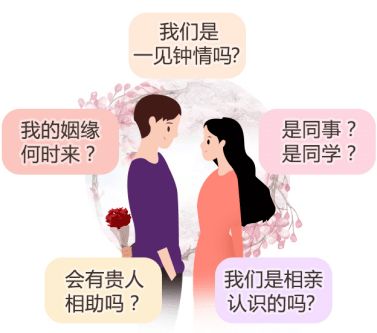 我们是
一见钟情吗?
我的姻缘
何时来？
是同事？
是同学？
会有贵人
相助吗？
我们是相亲
认识的吗?